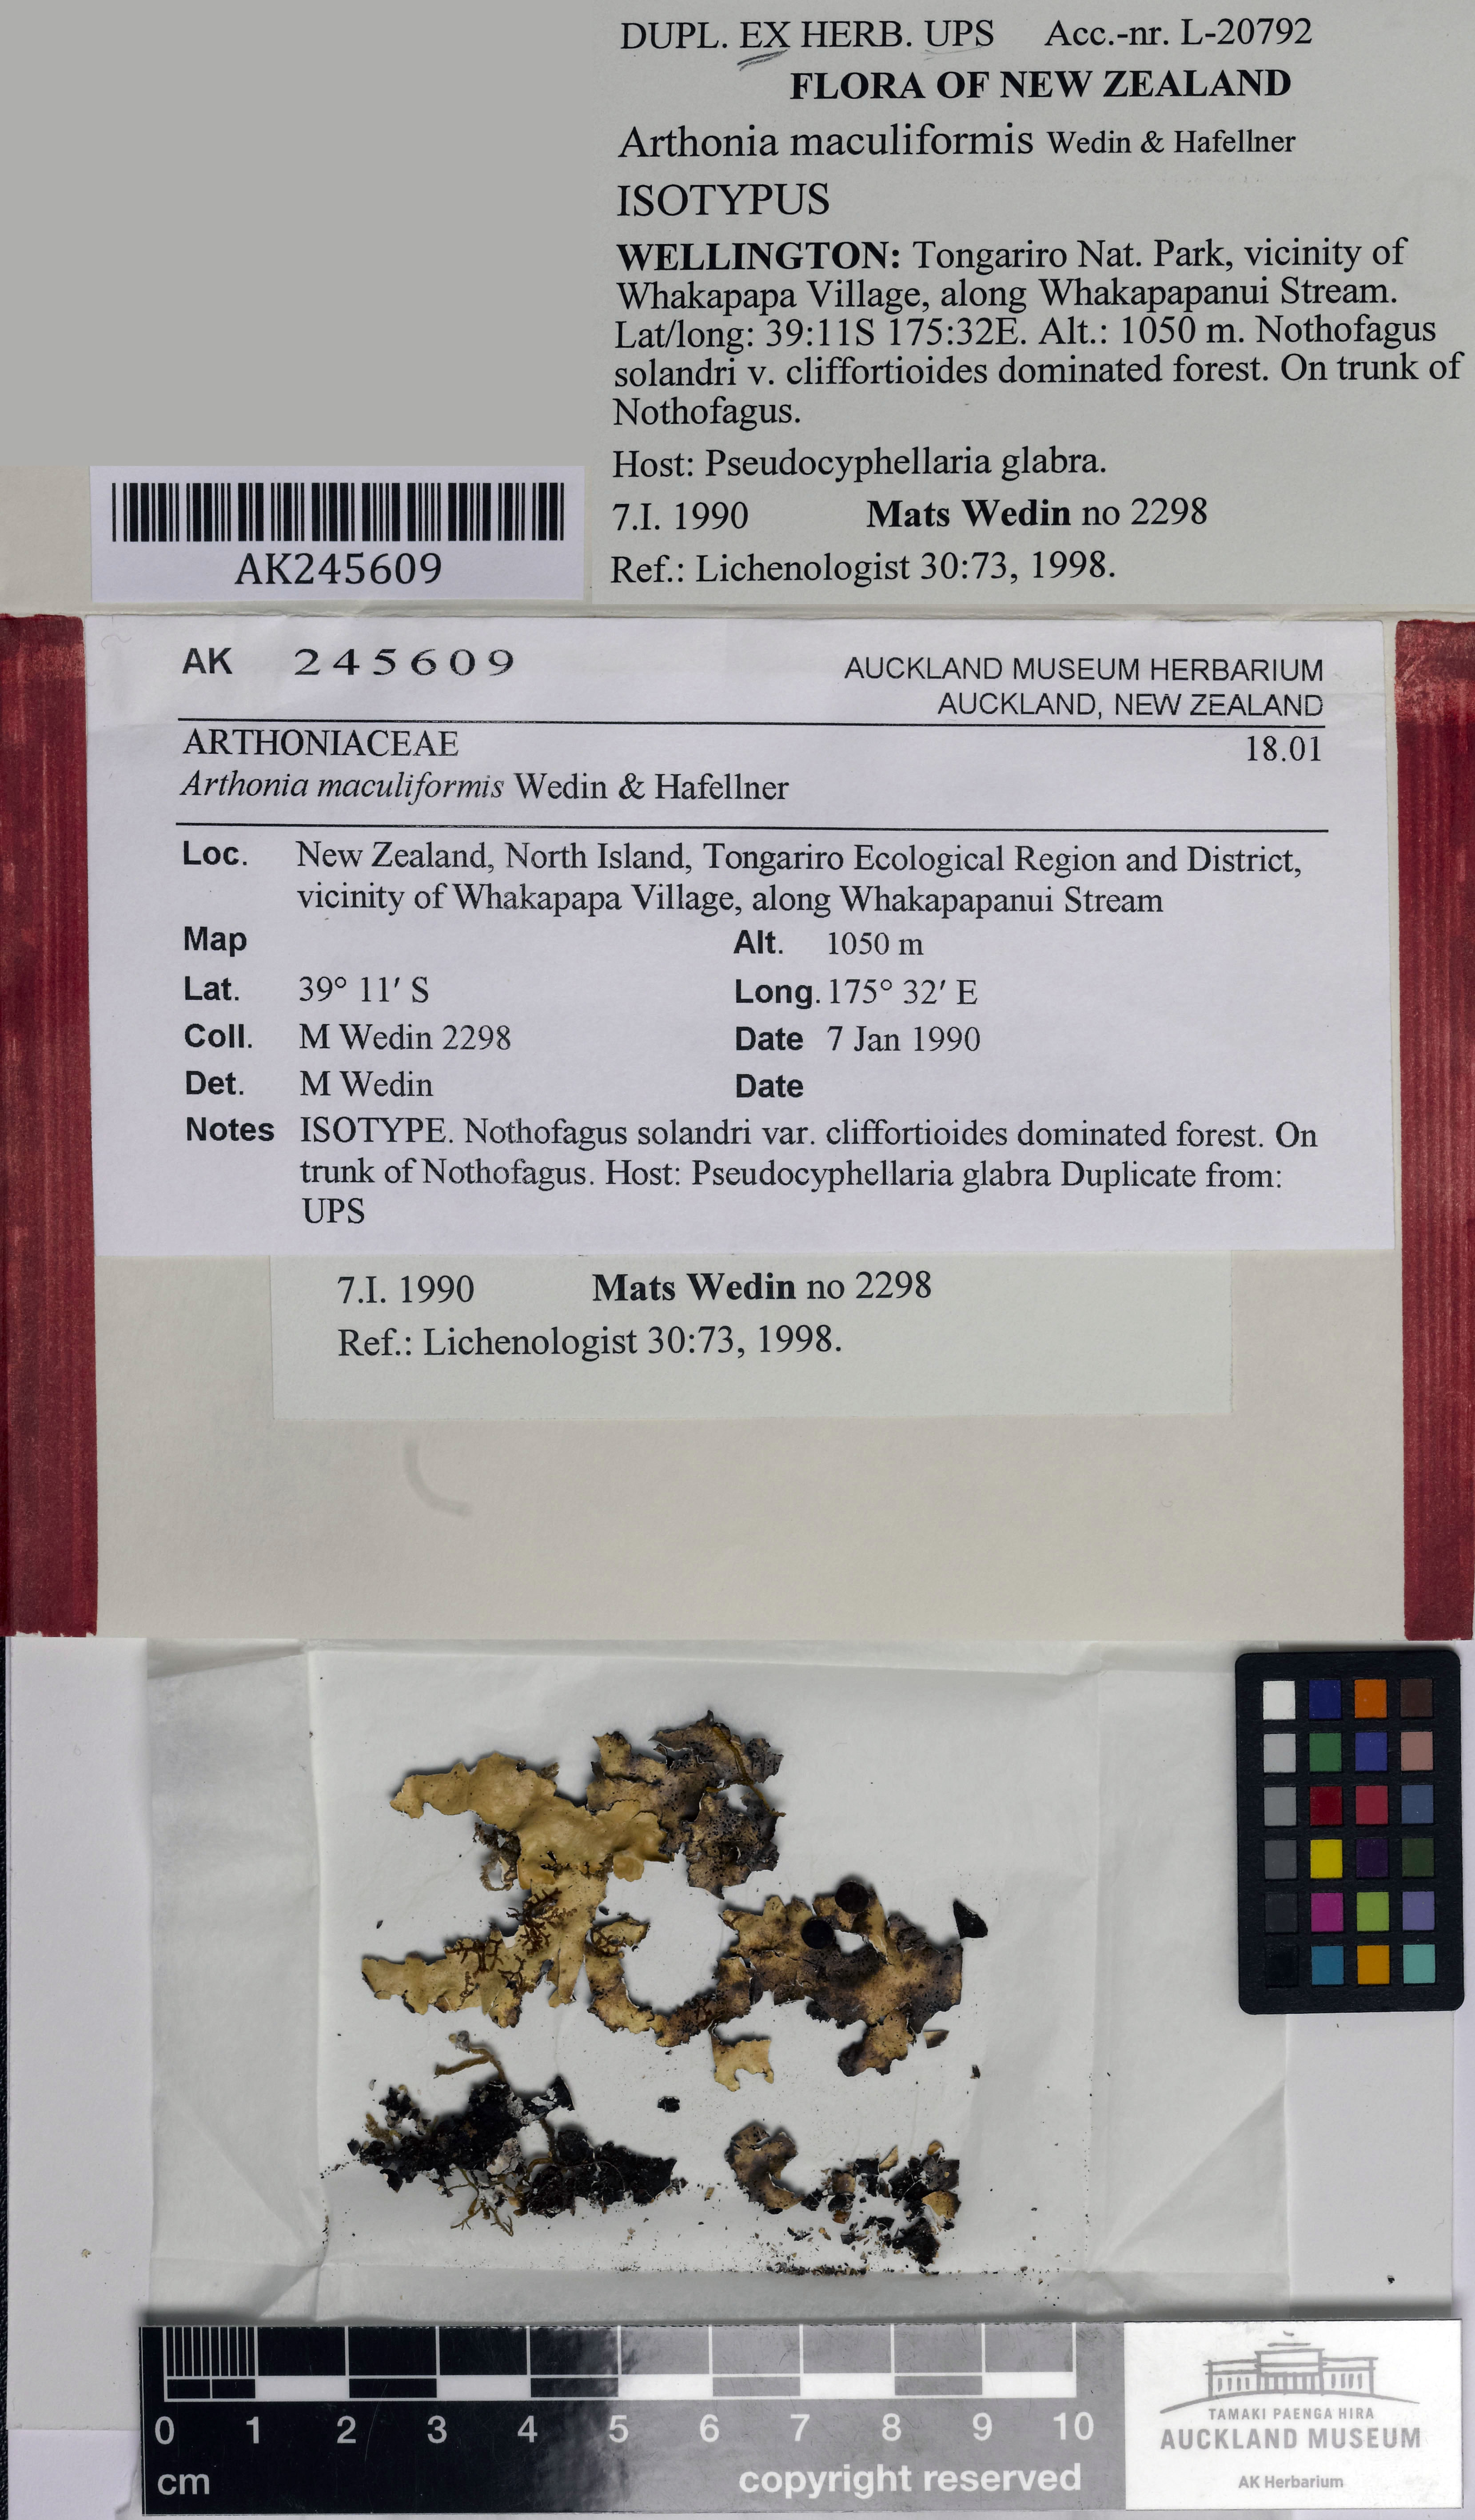 DUPL. EX HERB. UPS Acc.-nr. L-20792
FLORA OF NEW ZEALAND
Arthonia maculiformis Wedin & Hafellner
ISOTYPUS
WELLINGTON: Tongariro Nat. Park, vicinity of
Whakapapa Village, along Whakapapanui Stream.
Lat/long: 39:11S 175:32E. Alt.: 1050 m. Nothofagus
solandri v. cliffortioides dominated forest. On trunk of
Nothofagus.
Host: Pseudocyphellaria glabra.
7.I. 1990 Mats Wedin no 2298
Ref.: Lichenologist 30:73, 1998.
AK245609
AK 245609
AUCKLAND MUSEUM HERBARIUM
AUCKLAND, NEW ZEALAND
ARTHONIACEAE 18.01
Arthonia maculiformis Wedin & Hafellner
Loc. New Zealand, North Island, Tongariro Ecological Region and District,
vicinity of Whakapapa Village, along Whakapapanui Stream
Map Alt. 1050 m
Lat. 39° 11′ S Long. 175° 32′ E
Coll. M Wedin 2298 Date 7 Jan 1990
Det. M Wedin Date
Notes ISOTYPE. Nothofagus solandri var. cliffortioides dominated forest. On
trunk of Nothofagus. Host: Pseudocyphellaria glabra Duplicate from:
UPS
7.I. 1990 Mats Wedin no 2298
Ref.: Lichenologist 30:73, 1998.
0 1 2 3 4 5 6 7 8 9 10
cm copyright reserved
TAMAKI PAENGA HIRA
AUCKLAND MUSEUM
AK Herbarium